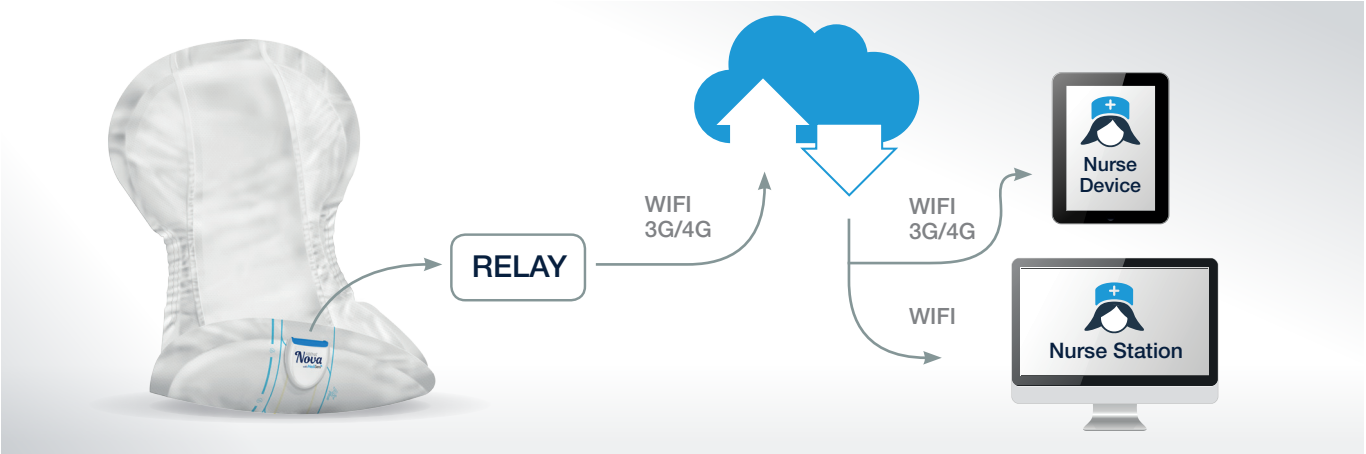 Nova
RELAY
WIFI
3G/4G
WIFI
3G/4G
WIFI
Nurse
Device
Nurse Station